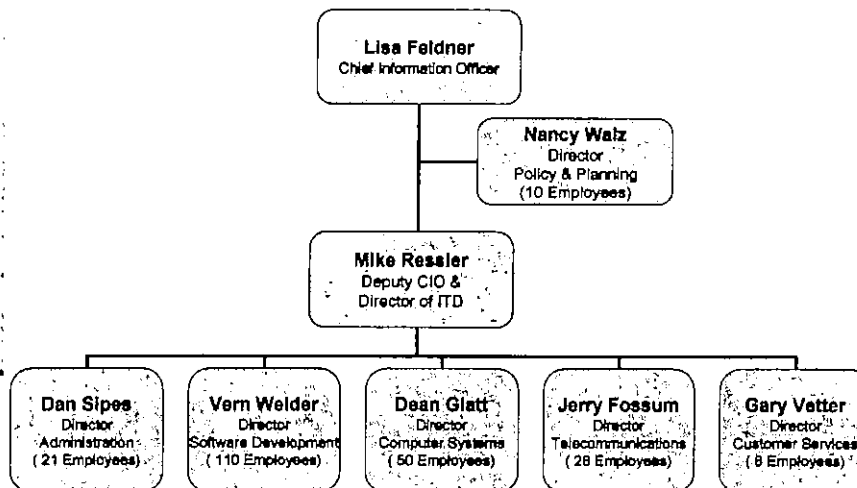 Lisa Feldner
Chief Information Officer
Nancy Walz
Director
Policy & Planning
(10 Employees)
Mike Ressler
Deputy CIO &
Director of ITD
Dan Sipes
Director
Administration
( 21 Employees)
Vern Welder
Director
Software Development
( 110 Employees)
Dean Glatt
Director
Computer Systems
( 50 Employees)
Jerry Fossum
Director
Telecommunications
( 28 Employees)
Gary Vetter
Director
Customer Services
( 8 Employees)